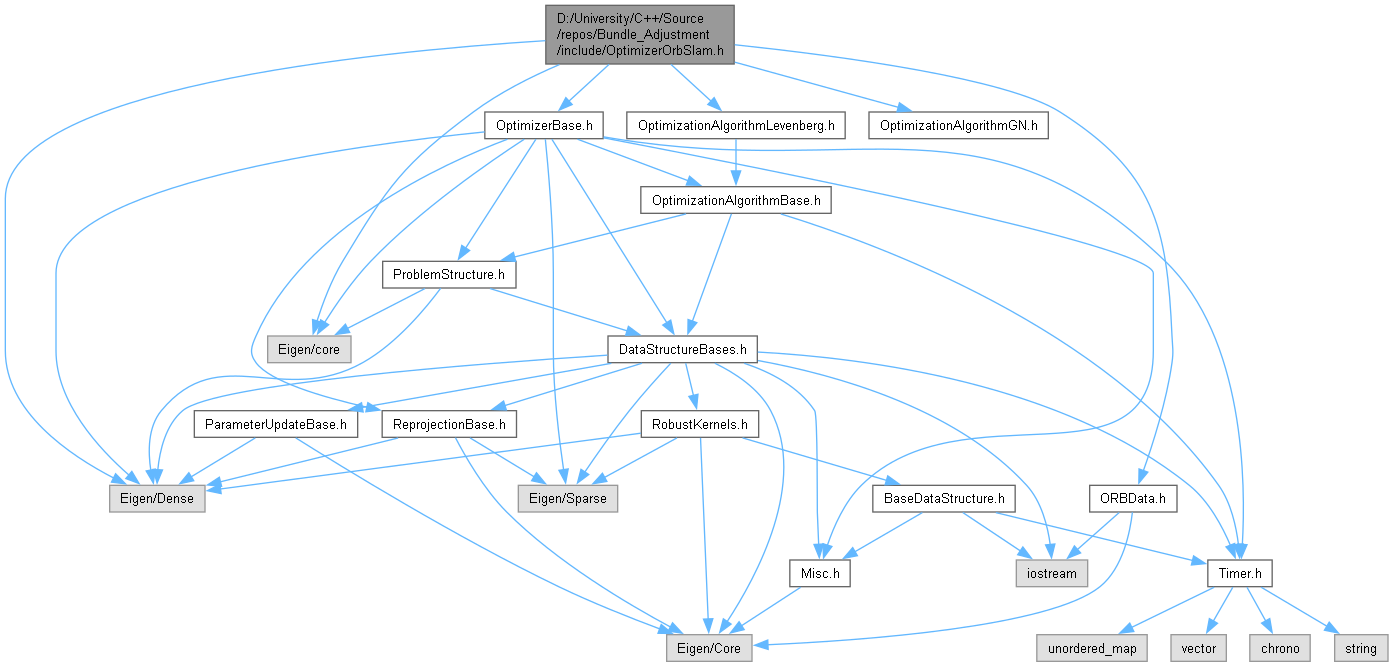 D:/University/C++/Source
/repos/Bundle_Adjustment
/include/OptimizerOrbSlam.h
OptimizerBase.h
OptimizationAlgorithmLevenberg.h
OptimizationAlgorithmGN.h
OptimizationAlgorithmBase.h
ProblemStructure.h
Eigen/core
DataStructureBases.h
ParameterUpdateBase.h
ReprojectionBase.h
RobustKernels.h
Eigen/Dense
Eigen/Sparse
BaseDataStructure.h
ORBData.h
Misc.h
iostream
Timer.h
Eigen/Core
unordered_map
vector
chrono
string